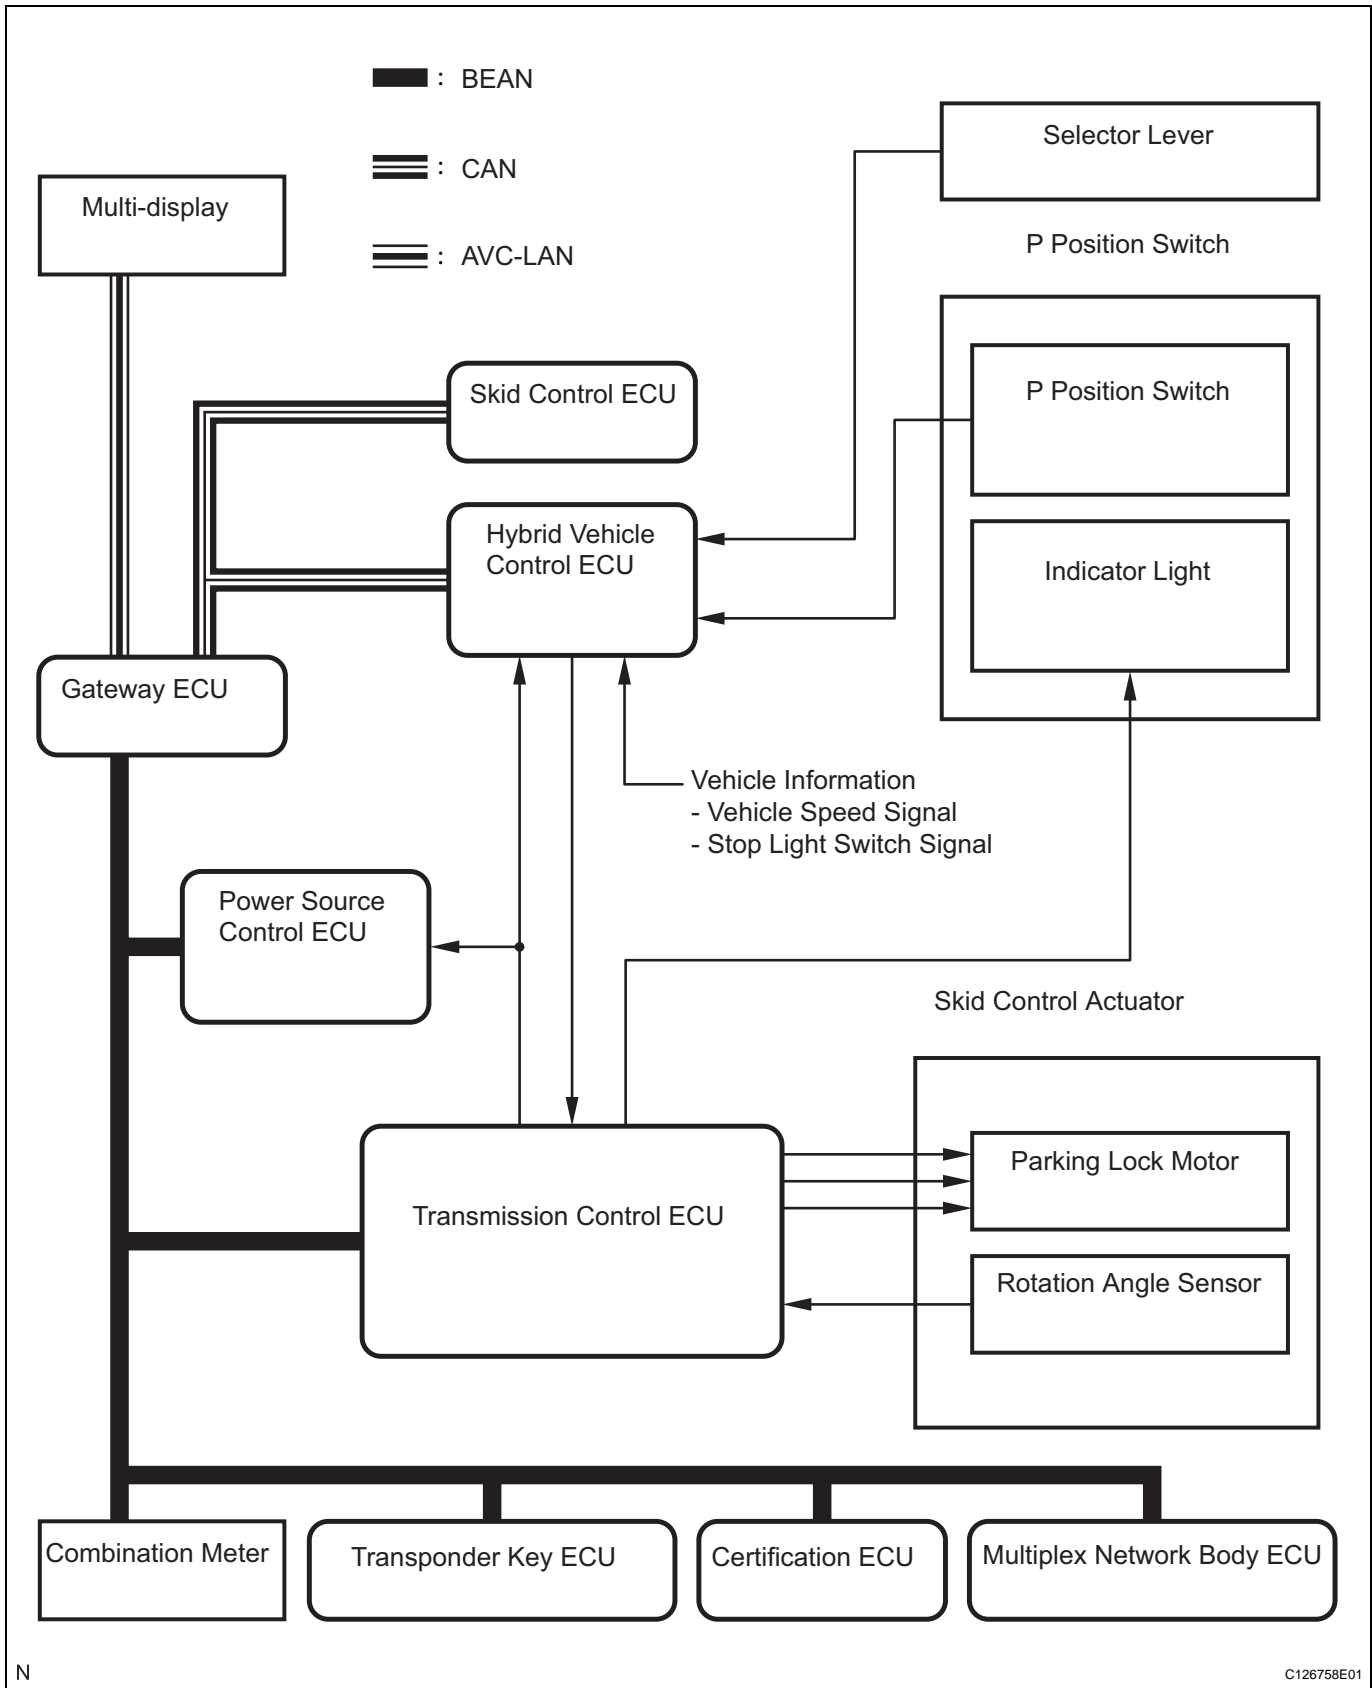 : BEAN
: CAN
: AVC-LAN
Multi-display
Selector Lever
P Position Switch
P Position Switch
Indicator Light
Skid Control ECU
Hybrid Vehicle
Control ECU
Gateway ECU
Vehicle Information
- Vehicle Speed Signal
- Stop Light Switch Signal
Power Source
Control ECU
Skid Control Actuator
Transmission Control ECU
Parking Lock Motor
Rotation Angle Sensor
Combination Meter
Transponder Key ECU
Certification ECU
Multiplex Network Body ECU
N
C126758E01